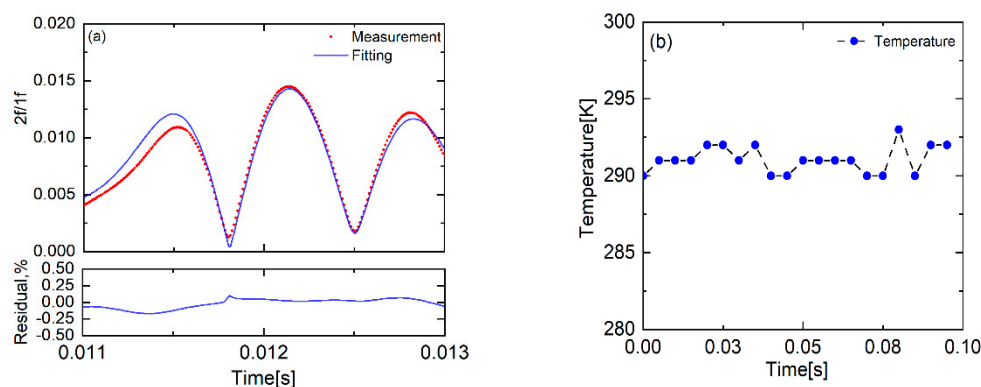 (a)
Measurement
Fitting
2f/1f
0.020
0.015
0.010
0.005
0.000
Residual,%
0.50
0.25
0.00
-0.25
-0.50
0.011
0.012
0.013
Time[s]
(b)
Temperature
Temperature[K]
300
295
290
285
280
0.00
0.03
0.05
0.08
0.10
Time[s]